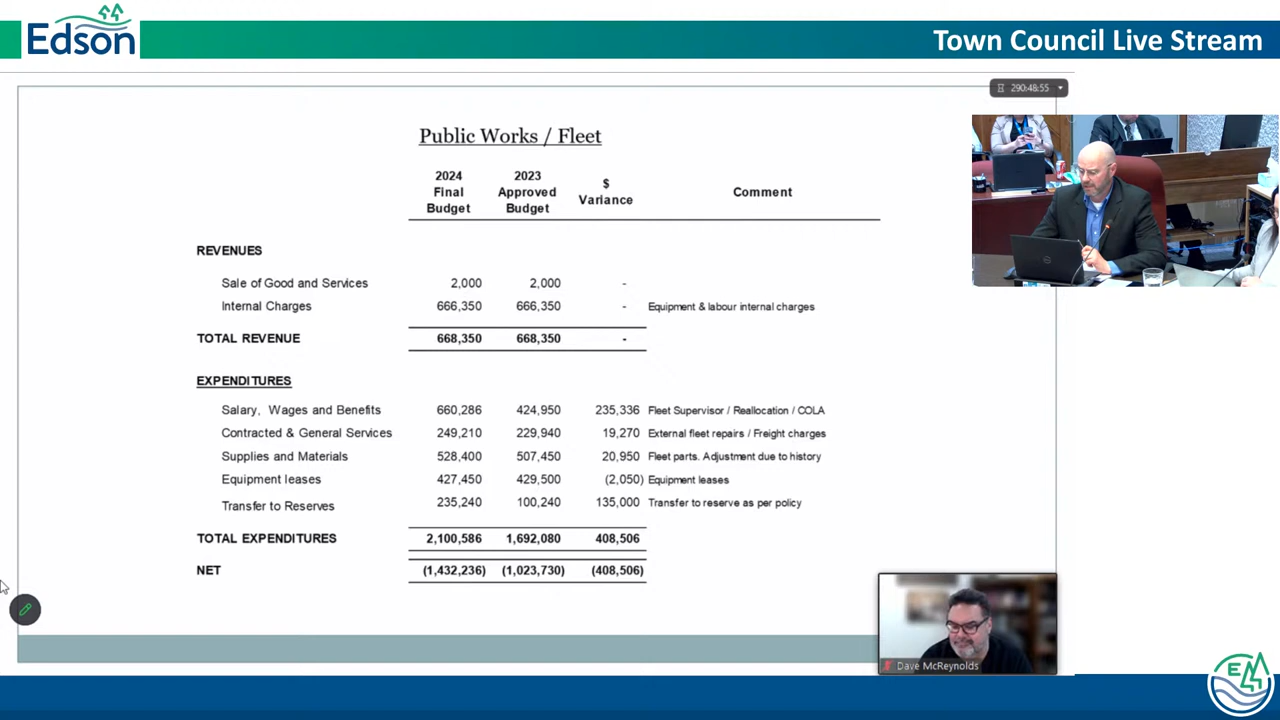 Edson
Town Council Live Stream
290:48:55
Public Works / Fleet
2024 Final Budget
2023 Approved Budget
$ Variance
Comment
REVENUES
Sale of Good and Services 2,000 2,000 -
Internal Charges 666,350 666,350 - Equipment & labour internal charges
TOTAL REVENUE 668,350 668,350 -
EXPENDITURES
Salary, Wages and Benefits 660,286 424,950 235,336 Fleet Supervisor / Reallocation / COLA
Contracted & General Services 249,210 229,940 19,270 External fleet repairs / Freight charges
Supplies and Materials 528,400 507,450 20,950 Fleet parts. Adjustment due to history
Equipment leases 427,450 429,500 (2,050) Equipment leases
Transfer to Reserves 235,240 100,240 135,000 Transfer to reserve as per policy
TOTAL EXPENDITURES 2,100,586 1,692,080 408,506
NET (1,432,236) (1,023,730) (408,506)
Dave McReynolds